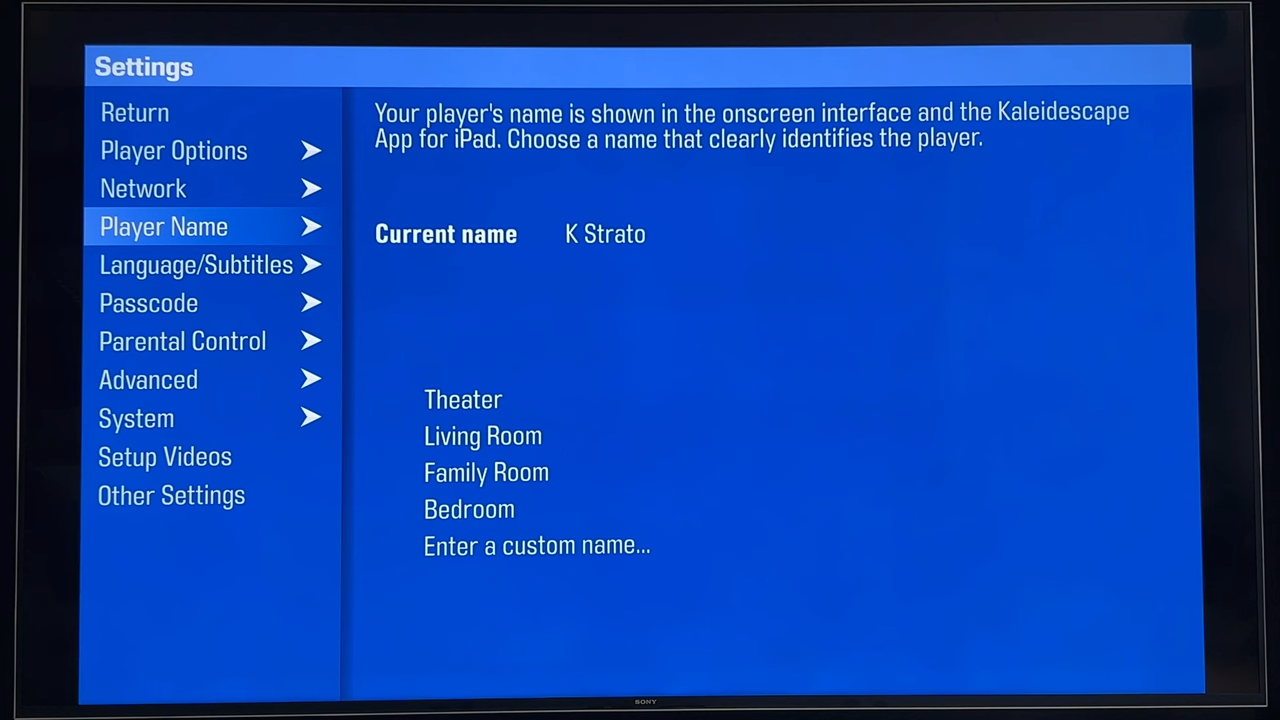 Settings
Return
Player Options
Network
Player Name
Language/Subtitles
Passcode
Parental Control
Advanced
System
Setup Videos
Other Settings
Your player's name is shown in the onscreen interface and the Kaleidescape
App for iPad. Choose a name that clearly identifies the player.
Current name K Strato
Theater
Living Room
Family Room
Bedroom
Enter a custom name...
SONY